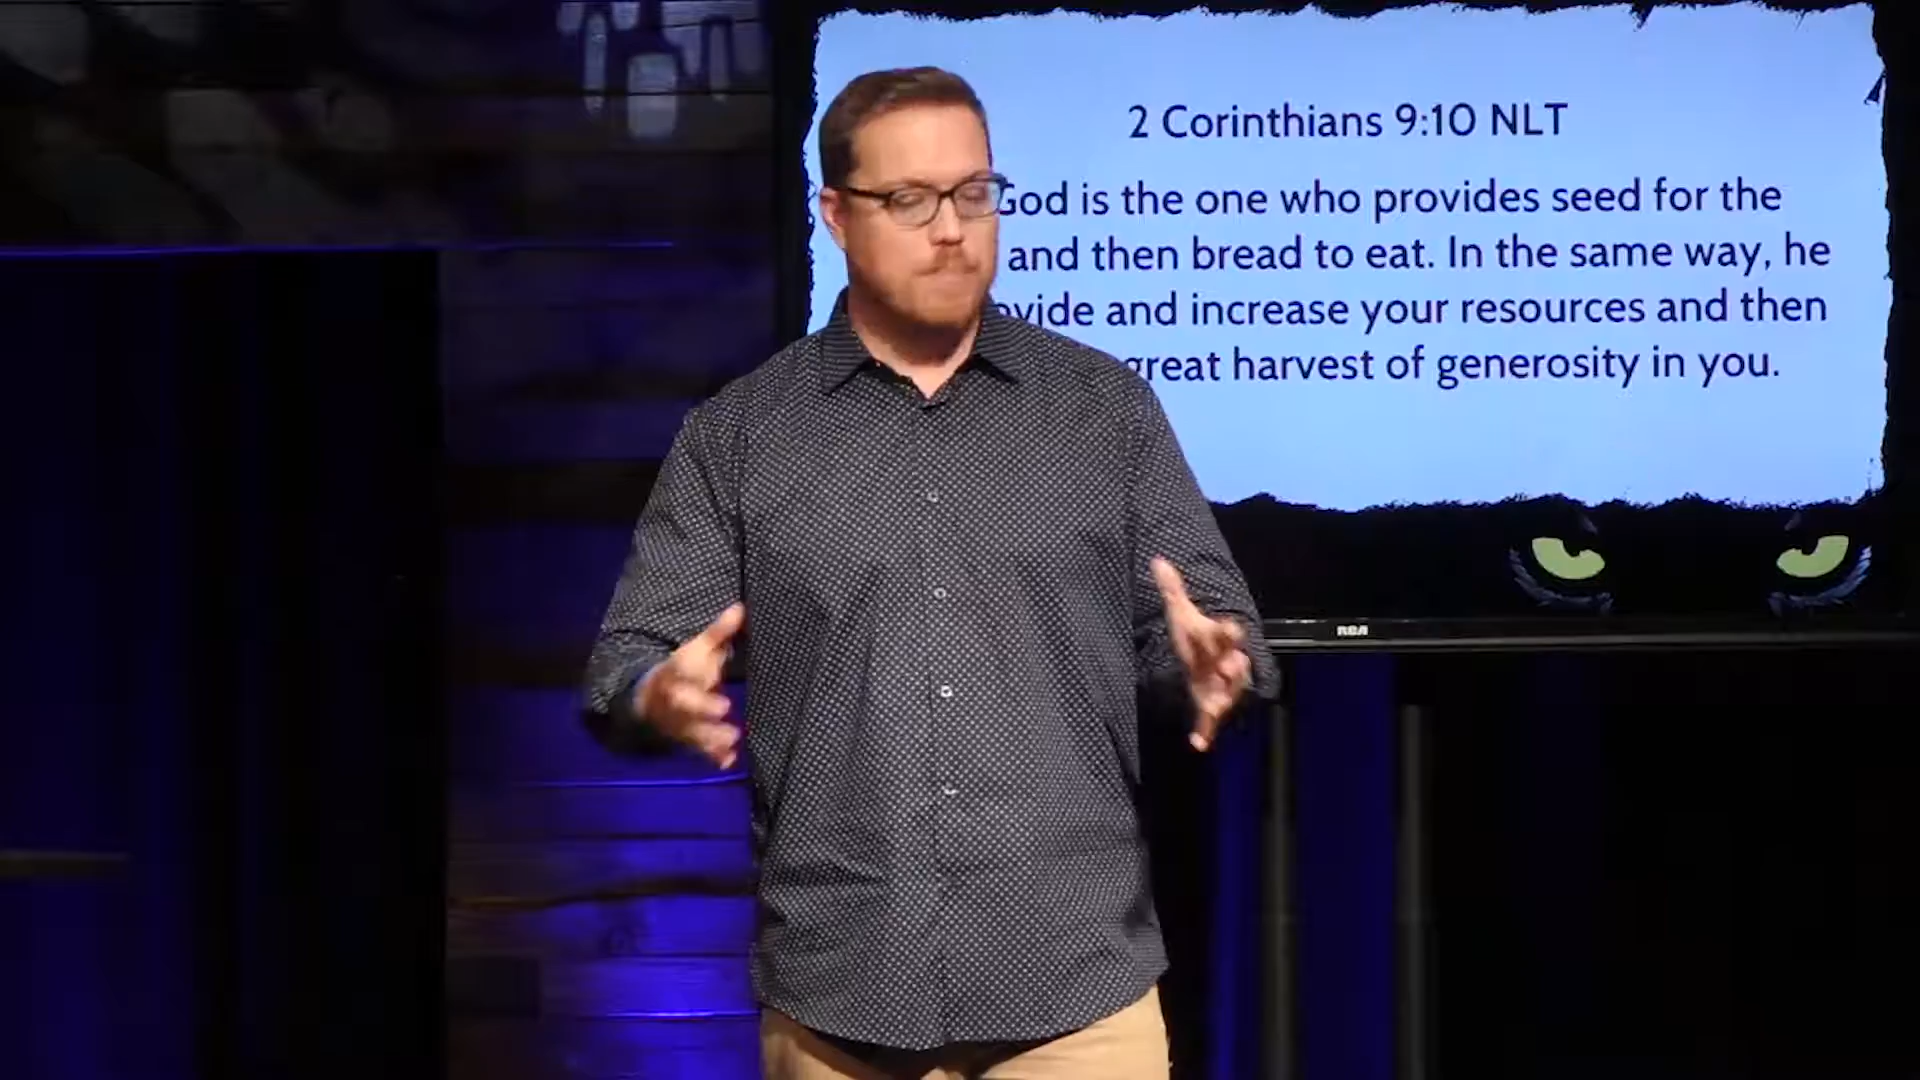 2 Corinthians 9:10 NLT
God is the one who provides seed for the
and then bread to eat. In the same way, he
and increase your resources and then
great harvest of generosity in you.
RCA